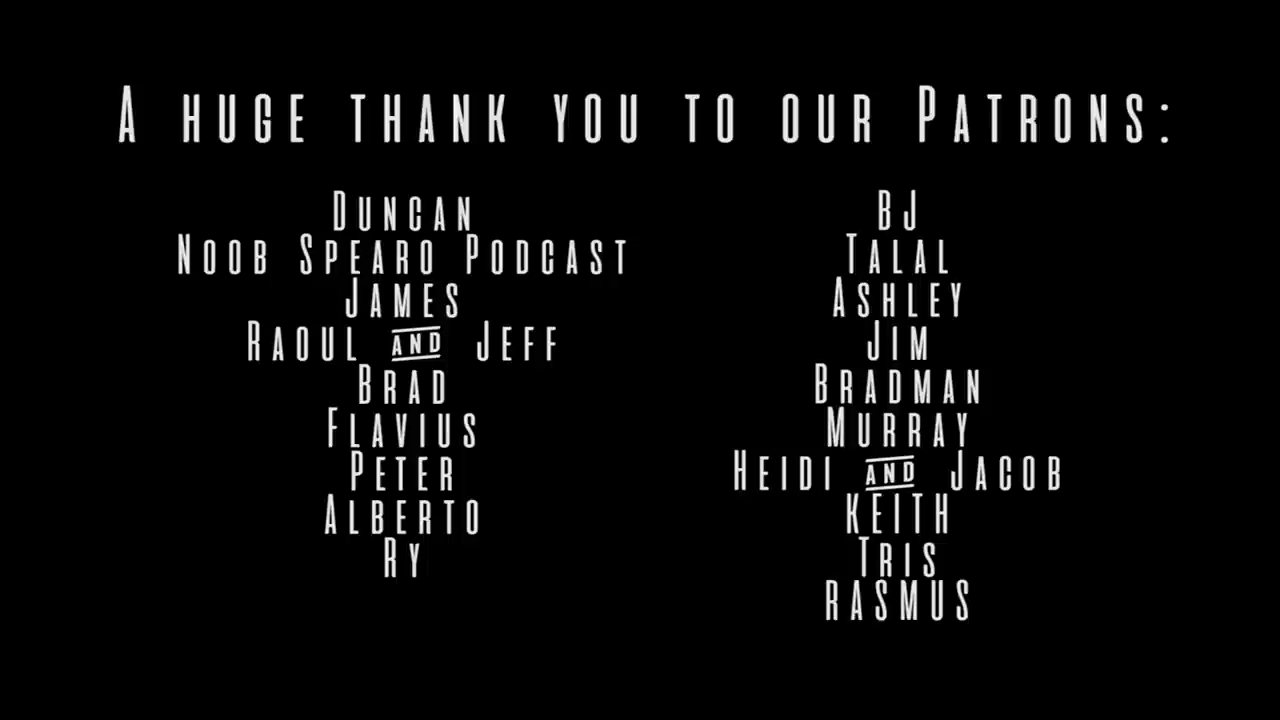 A HUGE THANK YOU TO OUR PATRONS:
DUNCAN
NOOB SPEARO PODCAST
JAMES
RAOUL AND JEFF
BRAD
FLAVIUS
PETER
ALBERTO
RY
BJ
TALAL
ASHLEY
JIM
BRADMAN
MURRAY
HEIDI AND JACOB
KEITH
TRIS
RASMUS